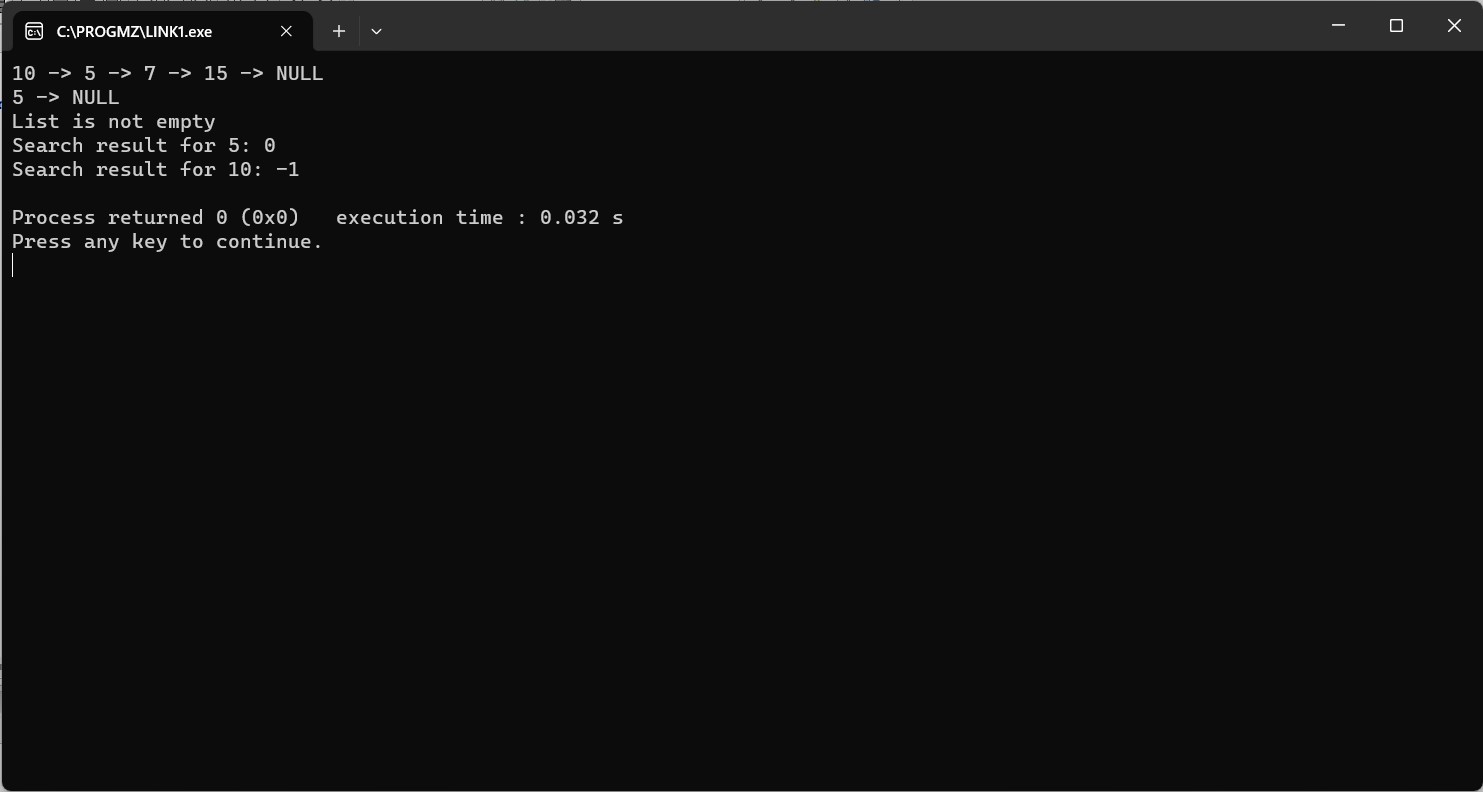 C:\PROGMZ\LINK1.exe
10 -> 5 -> 7 -> 15 -> NULL
5 -> NULL
List is not empty
Search result for 5: 0
Search result for 10: -1
Process returned 0 (0x0)   execution time : 0.032 s
Press any key to continue.